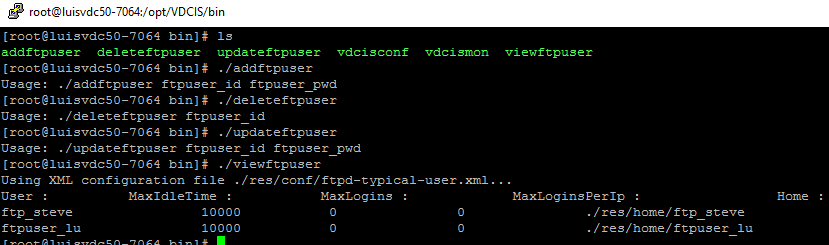 root@luisvdc50-7064:/opt/VDCIS/bin
[root@luisvdc50-7064 bin]# ls
addftpuser  deleteftpuser  updateftpuser  vdcisconf  vdcismon  viewftpuser
[root@luisvdc50-7064 bin]# ./addftpuser
Usage: ./addftpuser ftpuser_id ftpuser_pwd
[root@luisvdc50-7064 bin]# ./deleteftpuser
Usage: ./deleteftpuser ftpuser_id
[root@luisvdc50-7064 bin]# ./updateftpuser
Usage: ./updateftpuser ftpuser_id ftpuser_pwd
[root@luisvdc50-7064 bin]# ./viewftpuser
Using XML configuration file ./res/conf/ftpd-typical-user.xml...
User :          MaxIdleTime :           MaxLogins :             MaxLoginsPerIp :                Home :
ftp_steve                10000           0               0               ./res/home/ftp_steve
ftpuser_lu               10000           0               0               ./res/home/ftpuser_lu
[root@luisvdc50-7064 bin]#